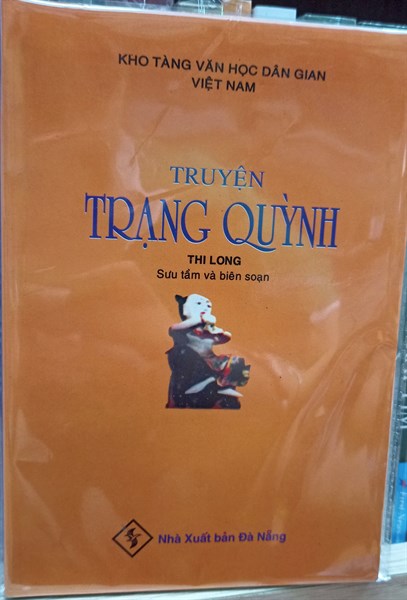 KHO TÀNG VĂN HỌC DÂN GIAN
VIỆT NAM
TRUYỆN
TRẠNG QUỲNH
THI LONG
Sưu tầm và biên soạn
Nhà Xuất bản Đà Nẵng